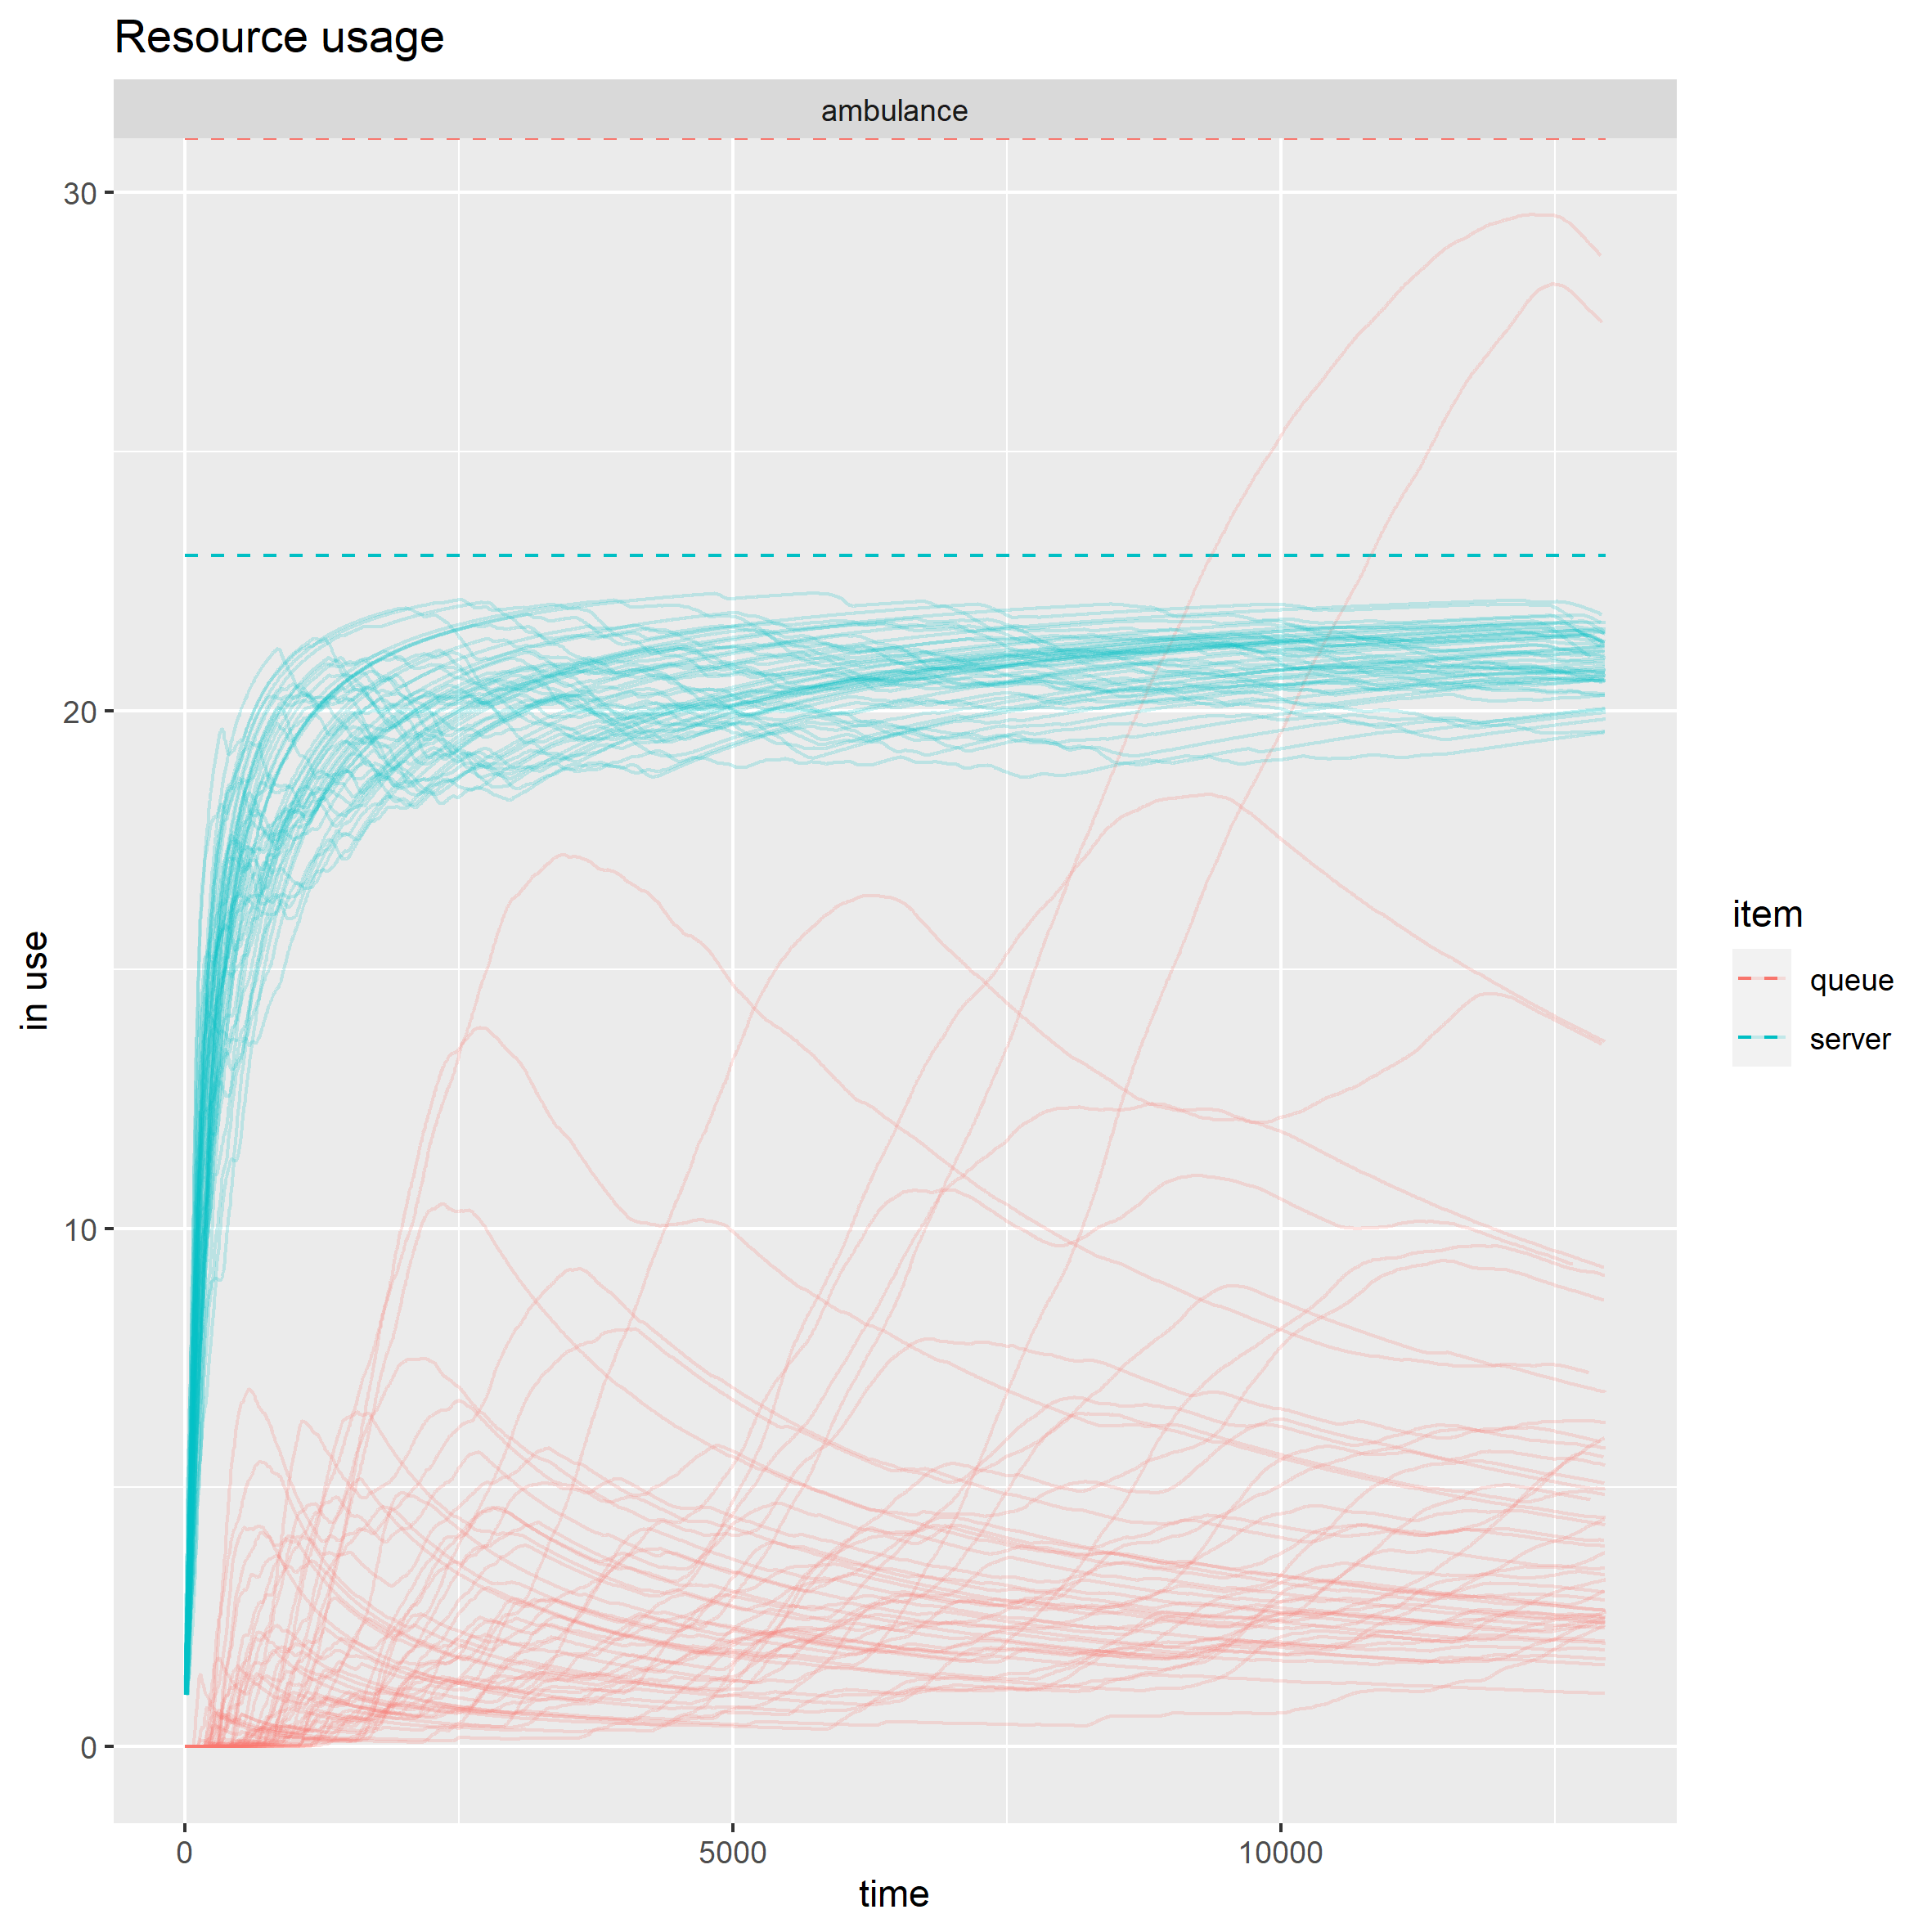 Resource usage
ambulance
30
20
10
0
in use
0 5000 10000
time
item
queue
server